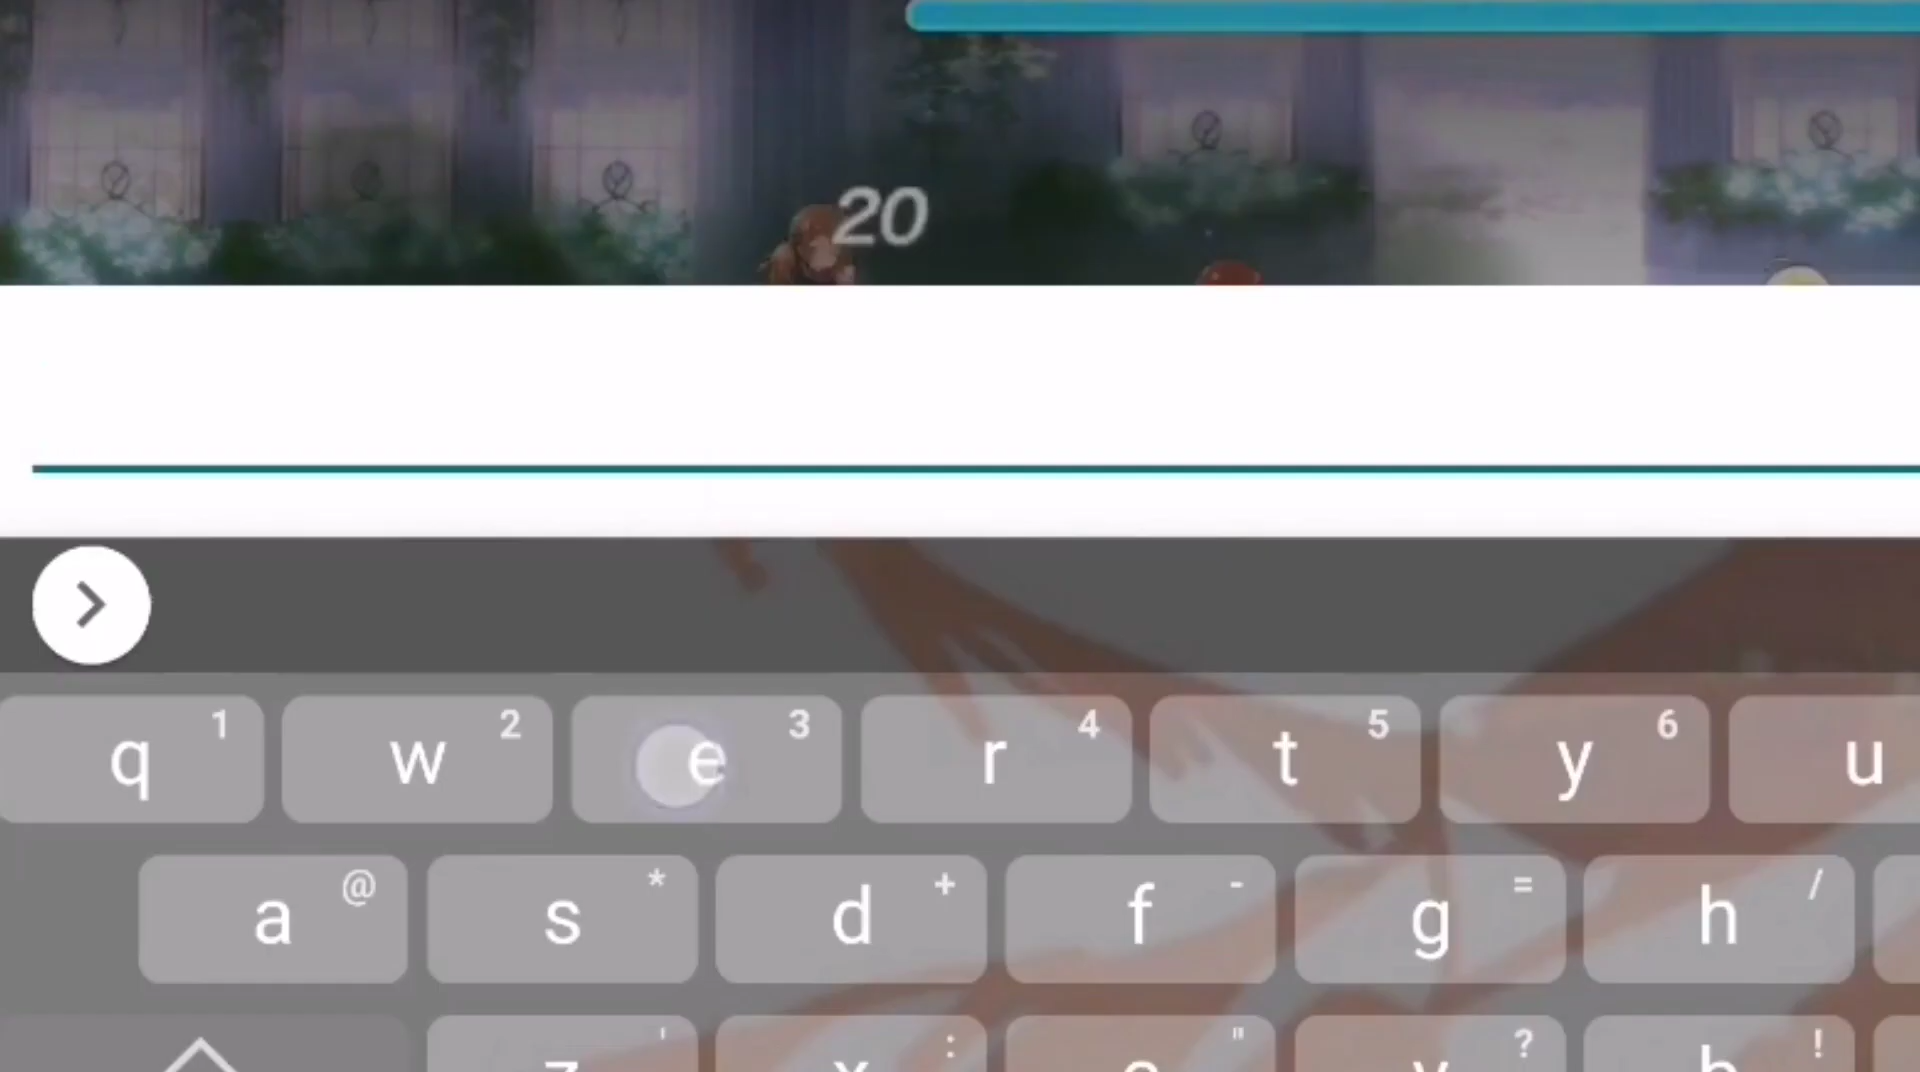 20
q 1 w 2 e 3 r 4 t 5 y 6 u
a @ s * d + f - g = h /
z ' x : c " v ? b !